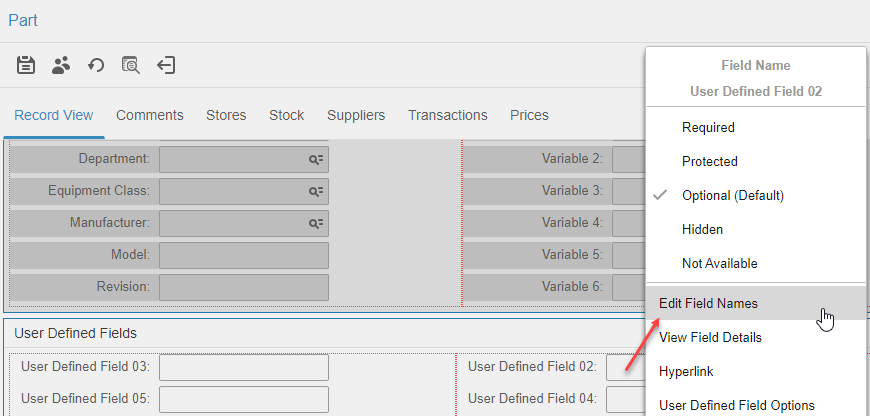 Part
Record View Comments Stores Stock Suppliers Transactions Prices
Department: Variable 2:
Equipment Class: Variable 3:
Manufacturer: Variable 4:
Model: Variable 5:
Revision: Variable 6:
User Defined Fields
User Defined Field 03: User Defined Field 02:
User Defined Field 05: User Defined Field 04:
Field Name
User Defined Field 02
Required
Protected
Optional (Default)
Hidden
Not Available
Edit Field Names
View Field Details
Hyperlink
User Defined Field Options